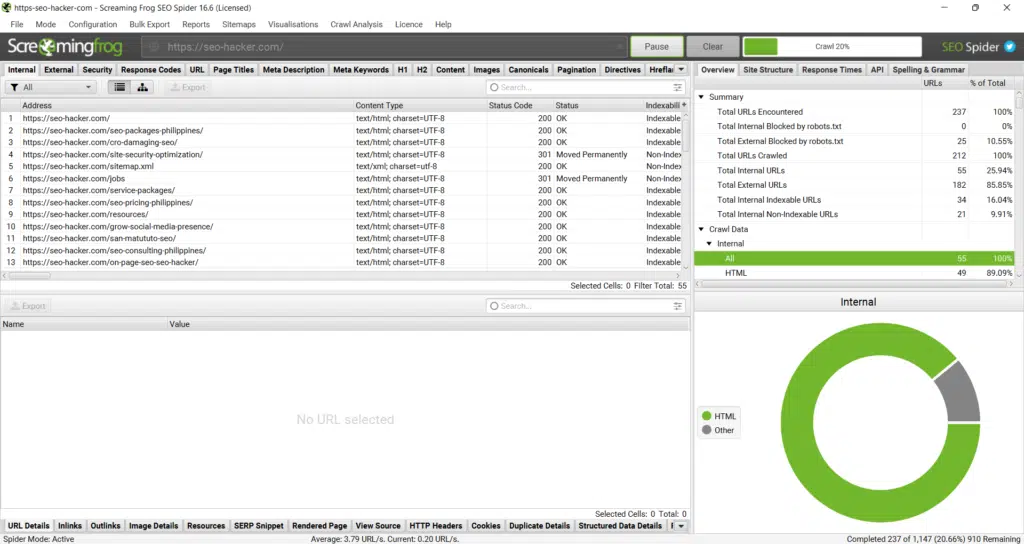 https-seo-hacker-com - Screaming Frog SEO Spider 16.6 (Licensed)
File Mode Configuration Bulk Export Reports Sitemaps Visualisations Crawl Analysis Licence Help
Screamingfrog https://seo-hacker.com/ Pause Clear Crawl 20% SEO Spider
Internal External Security Response Codes URL Page Titles Meta Description Meta Keywords H1 H2 Content Images Canonicals Pagination Directives Hreflan
All Export Search...
Address Content Type Status Code Status Indexabili
1 https://seo-hacker.com/ text/html; charset=UTF-8 200 OK Indexable
2 https://seo-hacker.com/seo-packages-philippines/ text/html; charset=UTF-8 200 OK Indexable
3 https://seo-hacker.com/cro-damaging-seo/ text/html; charset=UTF-8 200 OK Indexable
4 https://seo-hacker.com/site-security-optimization/ text/html; charset=UTF-8 301 Moved Permanently Non-Index
5 https://seo-hacker.com/sitemap.xml text/xml; charset=utf-8 200 OK Non-Index
6 https://seo-hacker.com/jobs text/html; charset=UTF-8 301 Moved Permanently Non-Index
7 https://seo-hacker.com/service-packages/ text/html; charset=UTF-8 200 OK Indexable
8 https://seo-hacker.com/seo-pricing-philippines/ text/html; charset=UTF-8 200 OK Indexable
9 https://seo-hacker.com/resources/ text/html; charset=UTF-8 200 OK Indexable
10 https://seo-hacker.com/grow-social-media-presence/ text/html; charset=UTF-8 200 OK Indexable
11 https://seo-hacker.com/san-matututo-seo/ text/html; charset=UTF-8 200 OK Indexable
12 https://seo-hacker.com/seo-consulting-philippines/ text/html; charset=UTF-8 200 OK Indexable
13 https://seo-hacker.com/on-page-seo-seo-hacker/ text/html; charset=UTF-8 200 OK Indexable
Selected Cells: 0 Filter Total: 55
Export Search...
Name Value
No URL selected
Selected Cells: 0 Total: 0
URL Details Inlinks Outlinks Image Details Resources SERP Snippet Rendered Page View Source HTTP Headers Cookies Duplicate Details Structured Data Details
Overview Site Structure Response Times API Spelling & Grammar
URLs % of Total
Summary
Total URLs Encountered 237 100%
Total Internal Blocked by robots.txt 0 0%
Total External Blocked by robots.txt 25 10.55%
Total URLs Crawled 212 100%
Total Internal URLs 55 25.94%
Total External URLs 182 85.85%
Total Internal Indexable URLs 34 16.04%
Total Internal Non-Indexable URLs 21 9.91%
Crawl Data
Internal
All 55 100%
HTML 49 89.09%
Internal
HTML
Other
Spider Mode: Active Average: 3.79 URL/s. Current: 0.20 URL/s. Completed 237 of 1,147 (20.66%) 910 Remaining